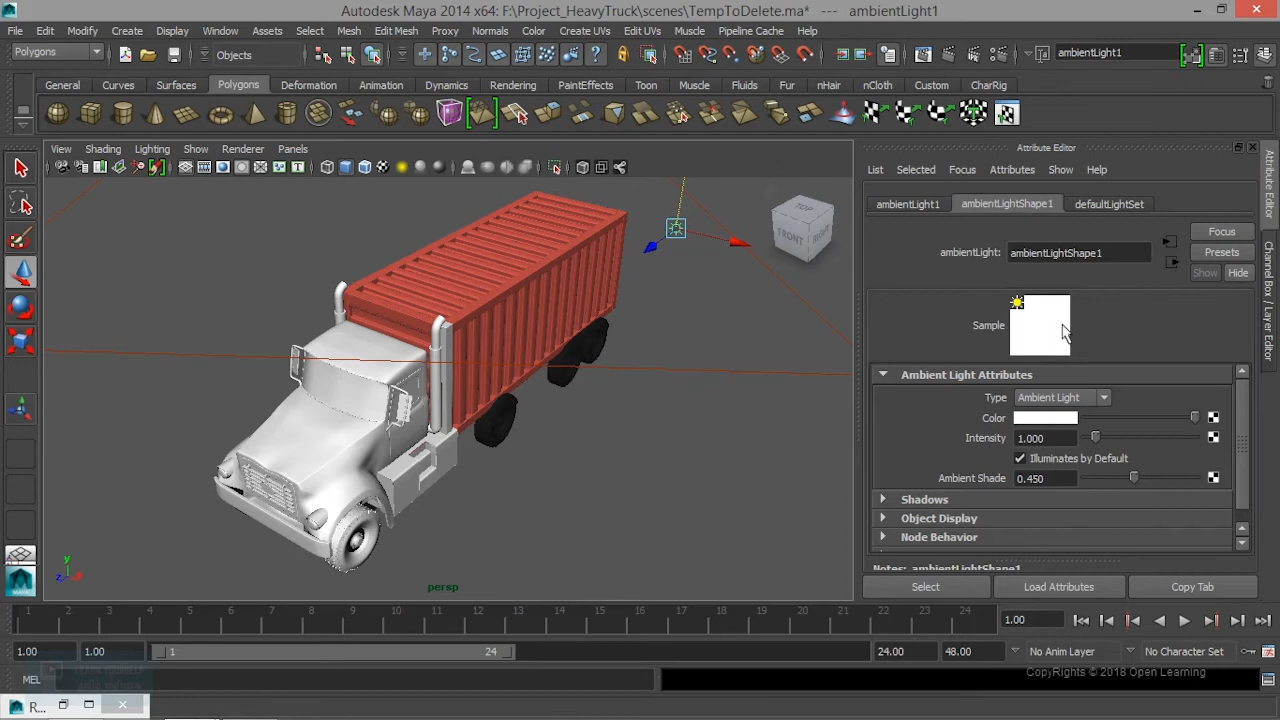 Autodesk Maya 2014 x64: F:\Project_HeavyTruck\scenes\TempToDelete.ma* --- ambientLight1
File Edit Modify Create Display Window Assets Select Mesh Edit Mesh Proxy Normals Color Create UVs Edit UVs Muscle Pipeline Cache Help
Polygons Objects ambientLight1
General Curves Surfaces Polygons Deformation Animation Dynamics Rendering PaintEffects Toon Muscle Fluids Fur nHair nCloth Custom CharRig
View Shading Lighting Show Renderer Panels
TOP
FRONT
RIGHT
persp
y
z
x
Attribute Editor
List Selected Focus Attributes Show Help
ambientLight1 ambientLightShape1 defaultLightSet
Focus
ambientLight: ambientLightShape1
Presets
Show Hide
Sample
Ambient Light Attributes
Type Ambient Light
Color
Intensity 1.000
Illuminates by Default
Ambient Shade 0.450
Shadows
Object Display
Node Behavior
Notes: ambientLightShape1
Select Load Attributes Copy Tab
Attribute Editor
Channel Box / Layer Editor
1 2 3 4 5 6 7 8 9 10 11 12 13 14 15 16 17 18 19 20 21 22 23 24 1.00
1.00 1.00 1 24 24.00 48.00 No Anim Layer No Character Set
MEL
CopyRights © 2018 Open Learning
R...